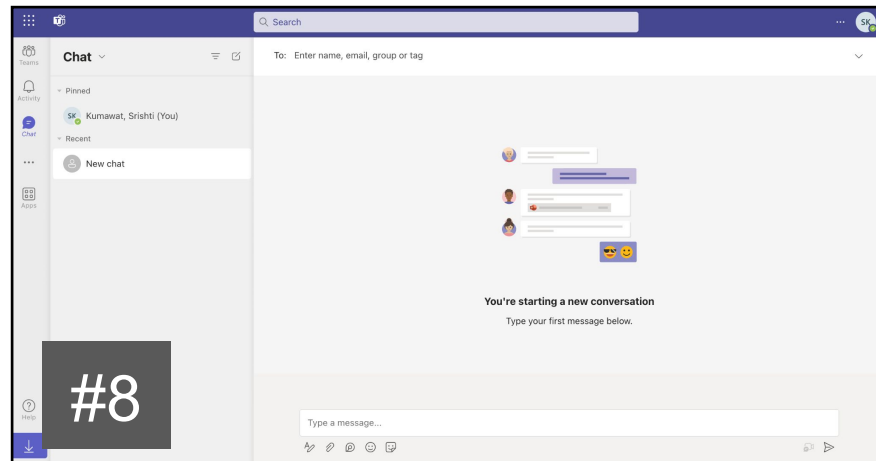 Search
SK
Teams
Activity
Chat
Apps
Help
Chat
Pinned
SK Kumawat, Srishti (You)
Recent
New chat
To: Enter name, email, group or tag
You're starting a new conversation
Type your first message below.
Type a message...
#8